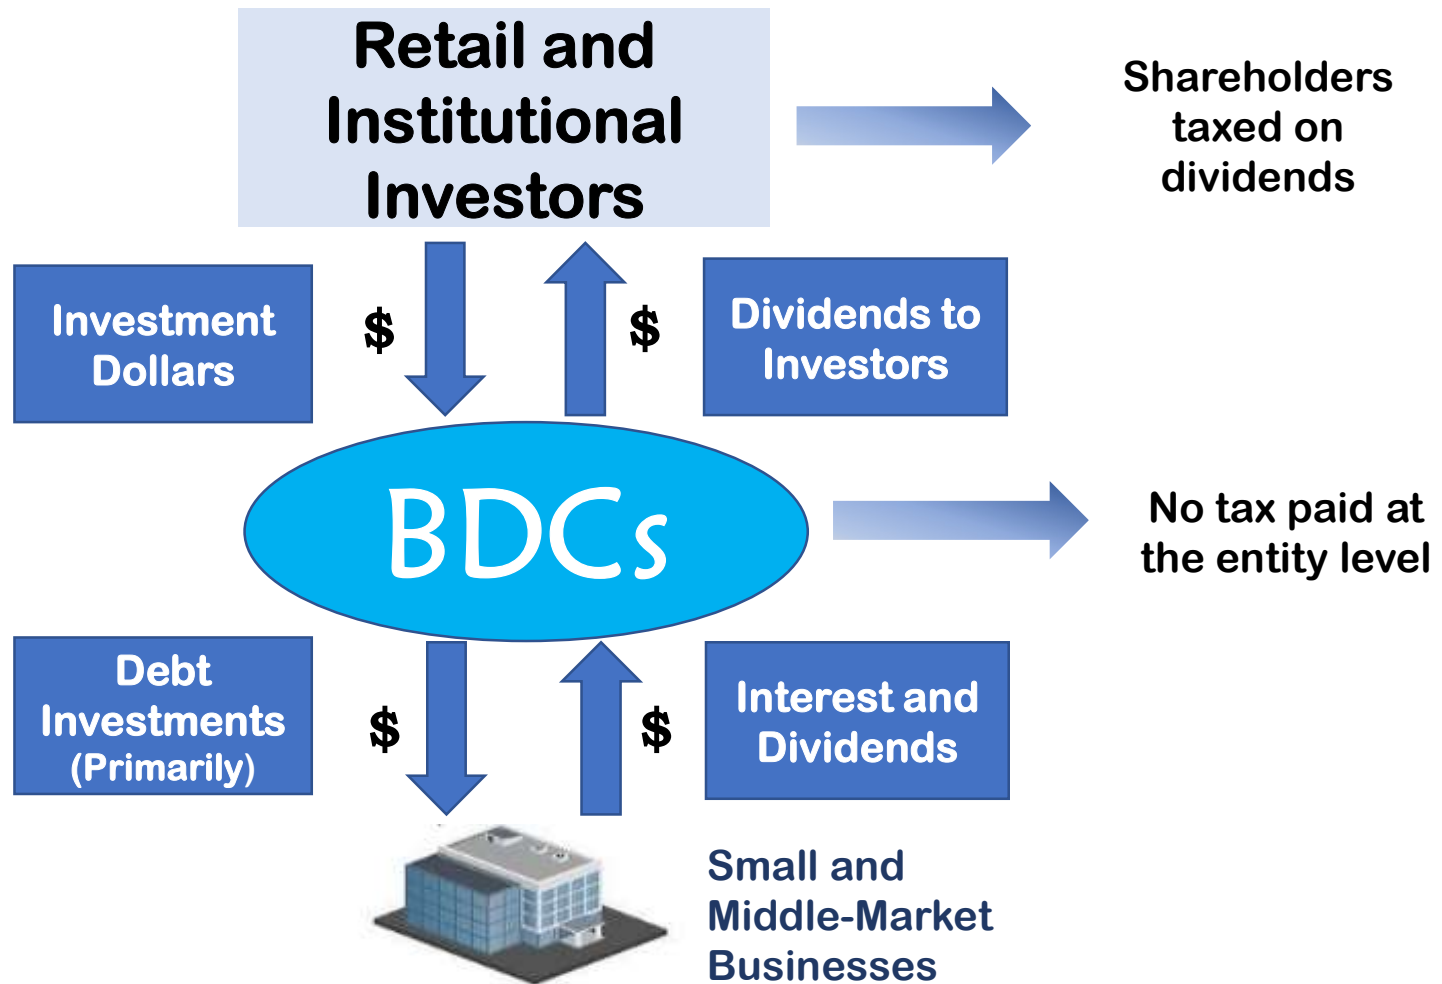 Retail and
Institutional
Investors
Shareholders
taxed on
dividends
Investment
Dollars
$
$
Dividends to
Investors
BDCs
No tax paid at
the entity level
Debt
Investments
(Primarily)
$
$
Interest and
Dividends
Small and
Middle-Market
Businesses